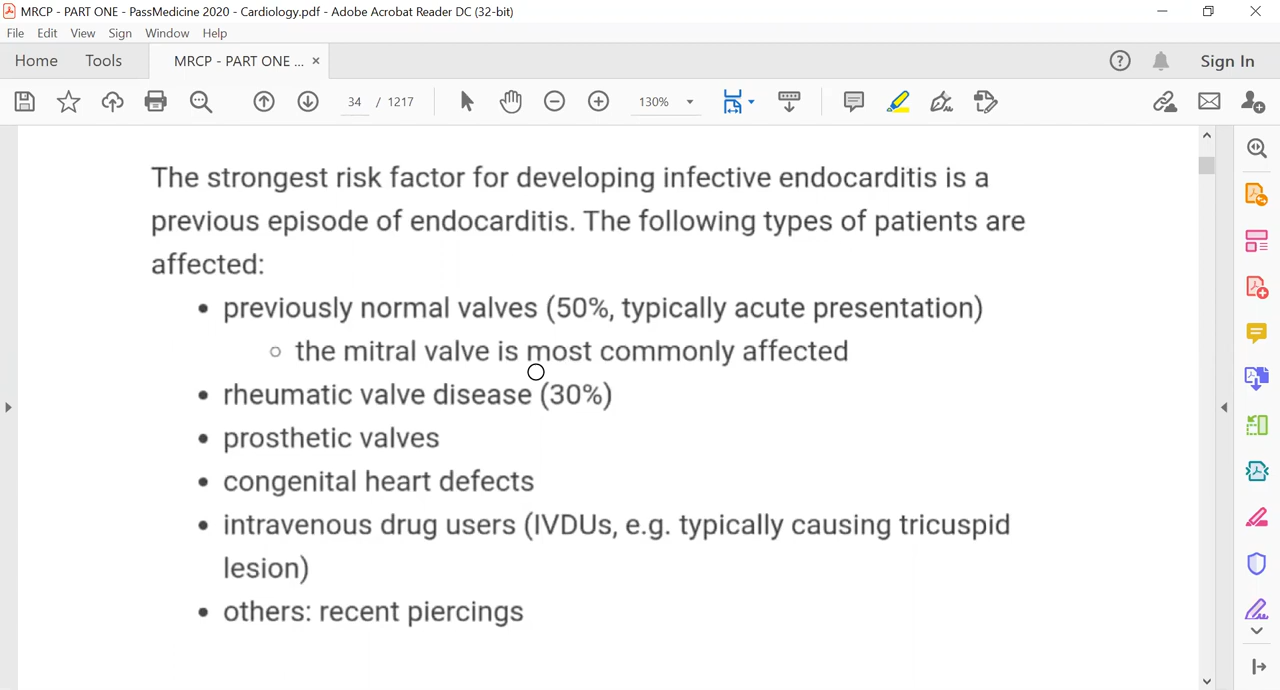 MRCP - PART ONE - PassMedicine 2020 - Cardiology.pdf - Adobe Acrobat Reader DC (32-bit)
File Edit View Sign Window Help
Home Tools MRCP - PART ONE ... × Sign In
34 / 1217 130%
The strongest risk factor for developing infective endocarditis is a
previous episode of endocarditis. The following types of patients are
affected:
• previously normal valves (50%, typically acute presentation)
○ the mitral valve is most commonly affected
• rheumatic valve disease (30%)
• prosthetic valves
• congenital heart defects
• intravenous drug users (IVDUs, e.g. typically causing tricuspid
lesion)
• others: recent piercings